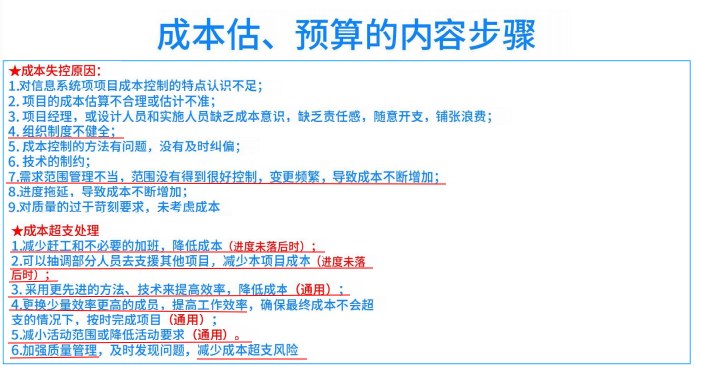 成本估、预算的内容步骤
★成本失控原因：
1.对信息系统项项目成本控制的特点认识不足；
2. 项目的成本估算不合理或估计不准；
3. 项目经理，或设计人员和实施人员缺乏成本意识，缺乏责任感，随意开支，铺张浪费；
4. 组织制度不健全；
5. 成本控制的方法有问题，没有及时纠偏；
6. 技术的制约；
7.需求范围管理不当，范围没有得到很好控制，变更频繁，导致成本不断增加；
8.进度拖延，导致成本不断增加；
9.对质量的过于苛刻要求，未考虑成本
★成本超支处理
1.减少赶工和不必要的加班，降低成本（进度未落后时）；
2.可以抽调部分人员去支援其他项目，减少本项目成本（进度未落
后时）；
3. 采用更先进的方法、技术来提高效率，降低成本（通用）；
4.更换少量效率更高的成员，提高工作效率，确保最终成本不会超
支的情况下，按时完成项目（通用）；
5.减小活动范围或降低活动要求（通用）。
6.加强质量管理，及时发现问题，减少成本超支风险